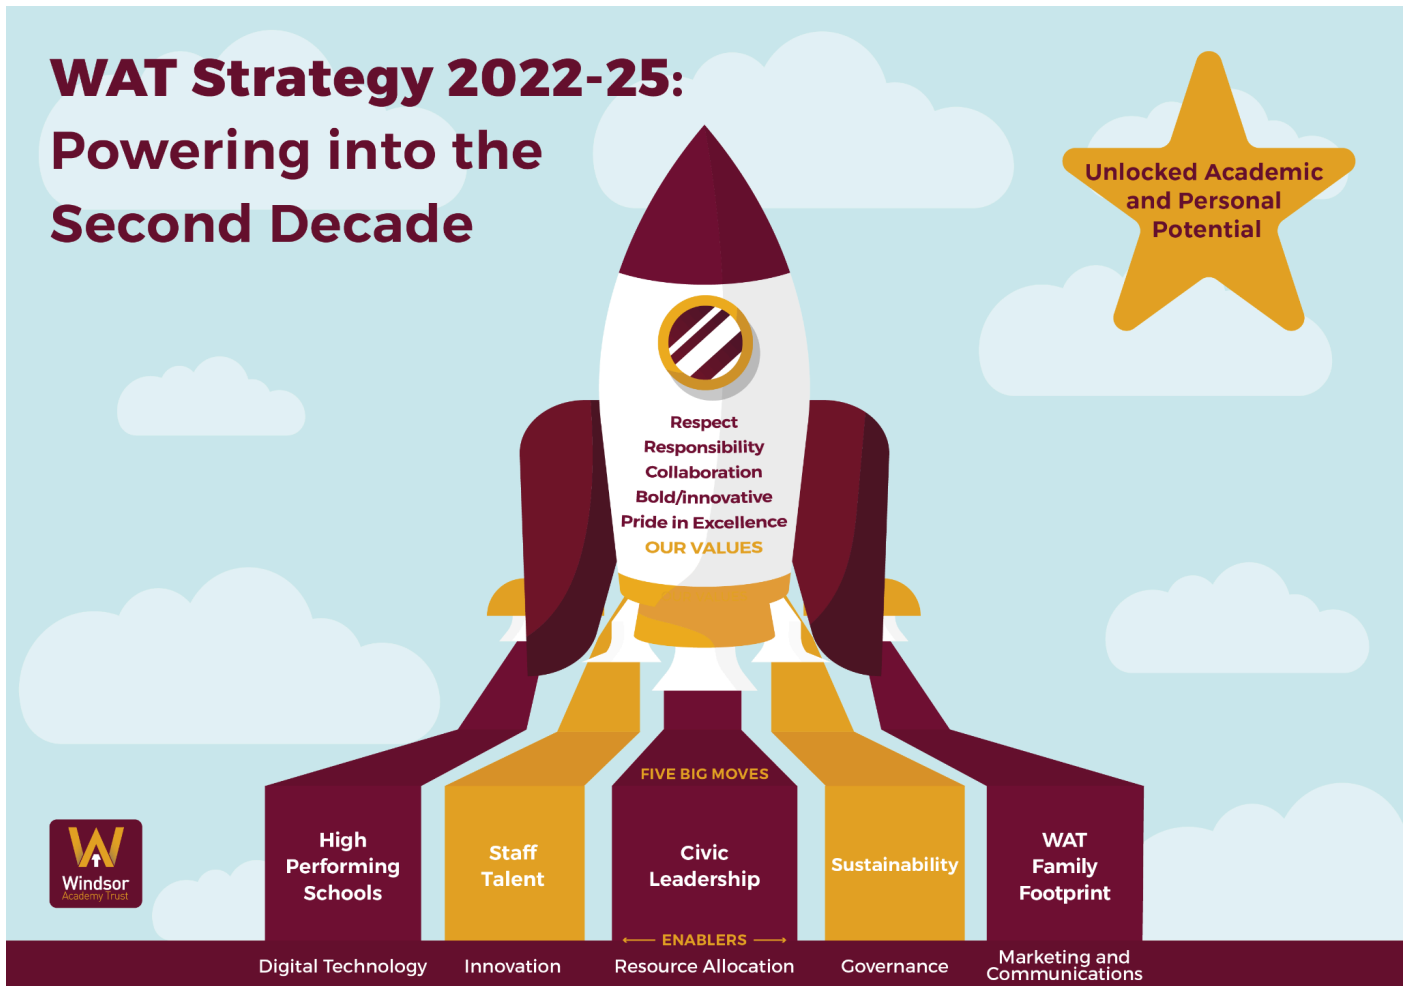 WAT Strategy 2022-25:
Powering into the
Second Decade
Unlocked Academic
and Personal
Potential
Respect
Responsibility
Collaboration
Bold/innovative
Pride in Excellence
OUR VALUES
FIVE BIG MOVES
High
Performing
Schools
Staff
Talent
Civic
Leadership
Sustainability
WAT
Family
Footprint
W
Windsor
Academy Trust
ENABLERS
Digital Technology
Innovation
Resource Allocation
Governance
Marketing and
Communications